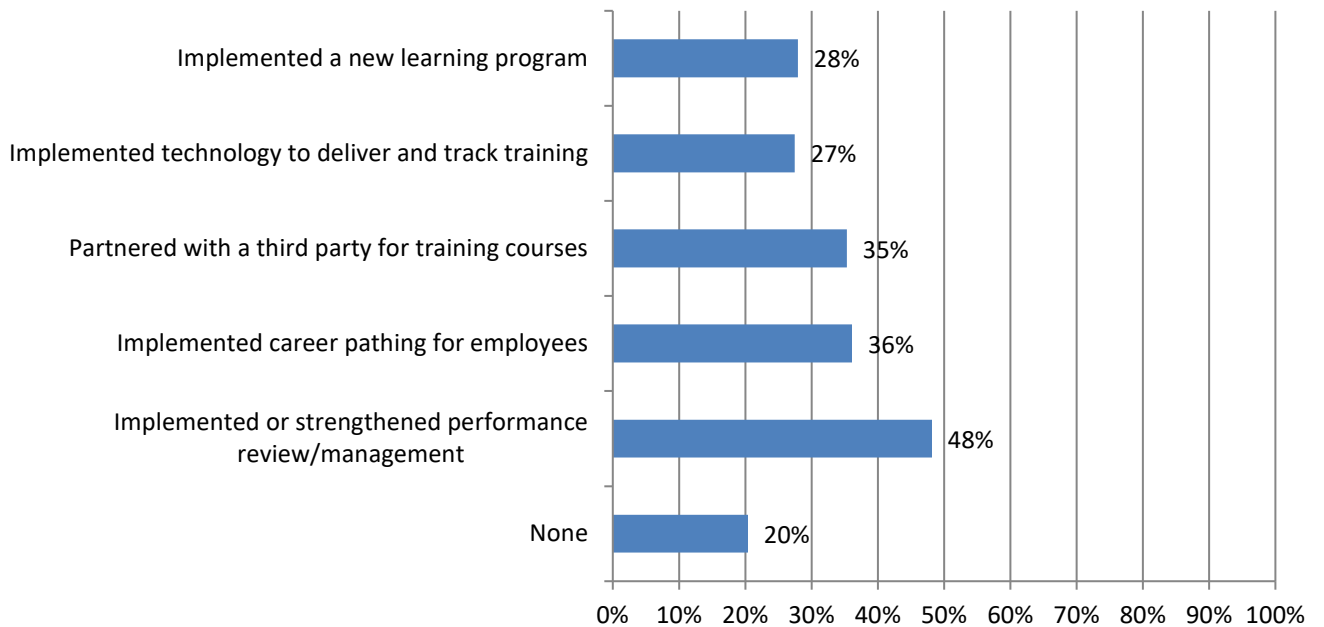 Implemented a new learning program
28%
Implemented technology to deliver and track training
27%
Partnered with a third party for training courses
35%
Implemented career pathing for employees
36%
Implemented or strengthened performance
review/management
48%
None
20%
0% 10% 20% 30% 40% 50% 60% 70% 80% 90% 100%